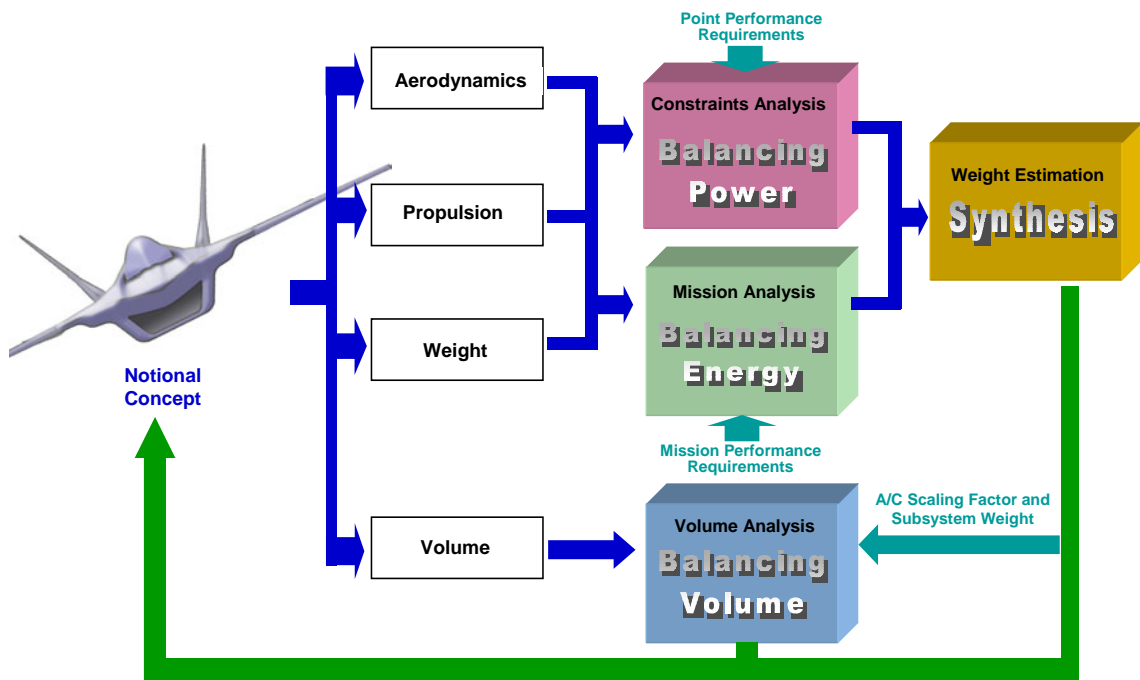 Point Performance
Requirements
Aerodynamics
Constraints Analysis
Balancing
Power
Weight Estimation
Synthesis
Propulsion
Mission Analysis
Balancing
Energy
Weight
Notional
Concept
Mission Performance
Requirements
A/C Scaling Factor and
Subsystem Weight
Volume
Volume Analysis
Balancing
Volume